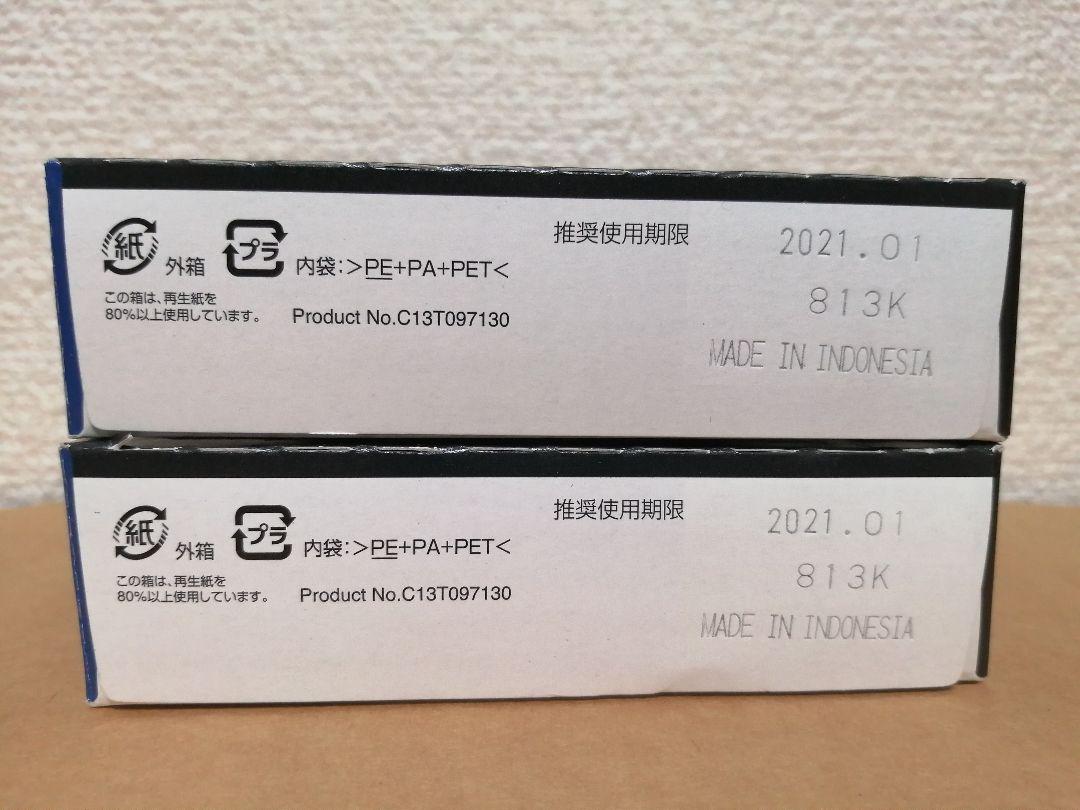 紙 外箱 プラ 内袋:>PE+PA+PET<
この箱は、再生紙を
80%以上使用しています。 Product No.C13T097130
推奨使用期限 2021.01
813K
MADE IN INDONESIA
紙 外箱 プラ 内袋:>PE+PA+PET<
この箱は、再生紙を
80%以上使用しています。 Product No.C13T097130
推奨使用期限 2021.01
813K
MADE IN INDONESIA